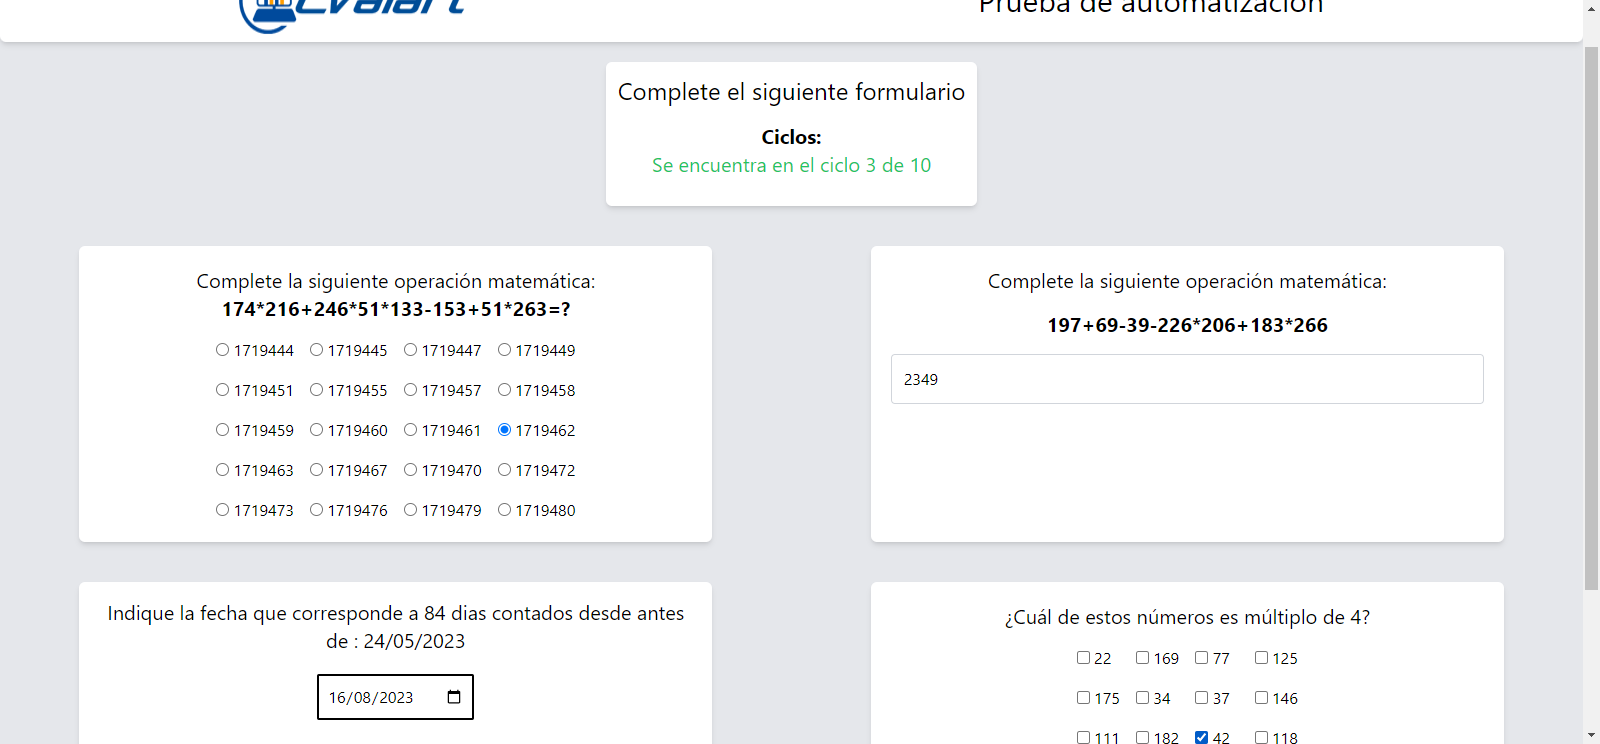 Evalart
Prueba de automatización
Complete el siguiente formulario
Ciclos:
Se encuentra en el ciclo 3 de 10
Complete la siguiente operación matemática:
174*216+246*51*133-153+51*263=?
1719444 1719445 1719447 1719449
1719451 1719455 1719457 1719458
1719459 1719460 1719461 1719462
1719463 1719467 1719470 1719472
1719473 1719476 1719479 1719480
Complete la siguiente operación matemática:
197+69-39-226*206+183*266
2349
Indique la fecha que corresponde a 84 dias contados desde antes
de : 24/05/2023
16/08/2023
¿Cuál de estos números es múltiplo de 4?
22 169 77 125
175 34 37 146
111 182 42 118